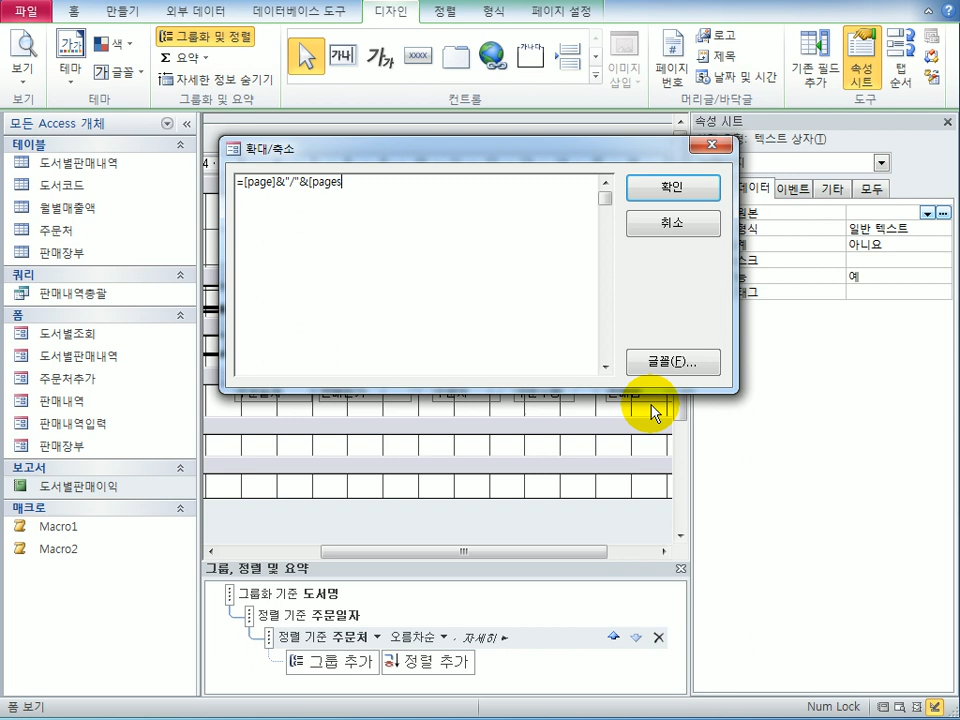 파일 홈 만들기 외부 데이터 데이터베이스 도구 디자인 정렬 형식 페이지 설정
보기
보기
가가
테마
색
가 글꼴
테마
그룹화 및 정렬
Σ 요약
자세한 정보 숨기기
그룹화 및 요약
가나
가가
xxxx
가나다
컨트롤
이미지
삽입
페이지
번호
로고
제목
날짜 및 시간
머리글/바닥글
기존 필드
추가
속성
시트
탭
순서
도구
모든 Access 개체
테이블
도서별판매내역
도서코드
월별매출액
주문처
판매장부
쿼리
판매내역총괄
폼
도서별조회
도서별판매내역
주문처추가
판매내역
판매내역입력
판매장부
보고서
도서별판매이익
매크로
Macro1
Macro2
확대/축소
=[page]&"/"&[pages
확인
취소
글꼴(F)...
4
속성 시트
텍스트 상자(T)
이벤트 기타 모두
원본
일반 텍스트
아니요
예
태그
그룹, 정렬 및 요약
그룹화 기준 도서명
정렬 기준 주문일자
정렬 기준 주문처 오름차순 , 자세히
그룹 추가 정렬 추가
폼 보기
Num Lock